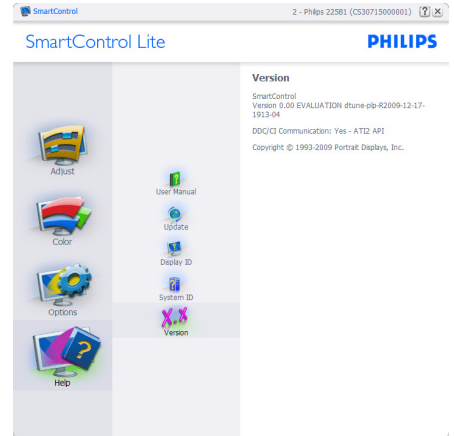 SmartControl
2 - Philips 225B1 (CS30715000001)
?
X
SmartControl Lite
PHILIPS
Adjust
Color
Options
Help
User Manual
Update
Display ID
System ID
X.X
Version
Version
SmartControl
Version 0.00 EVALUATION dtune-plp-R2009-12-17-
1913-04
DDC/CI Communication: Yes - ATI2 API
Copyright © 1993-2009 Portrait Displays, Inc.